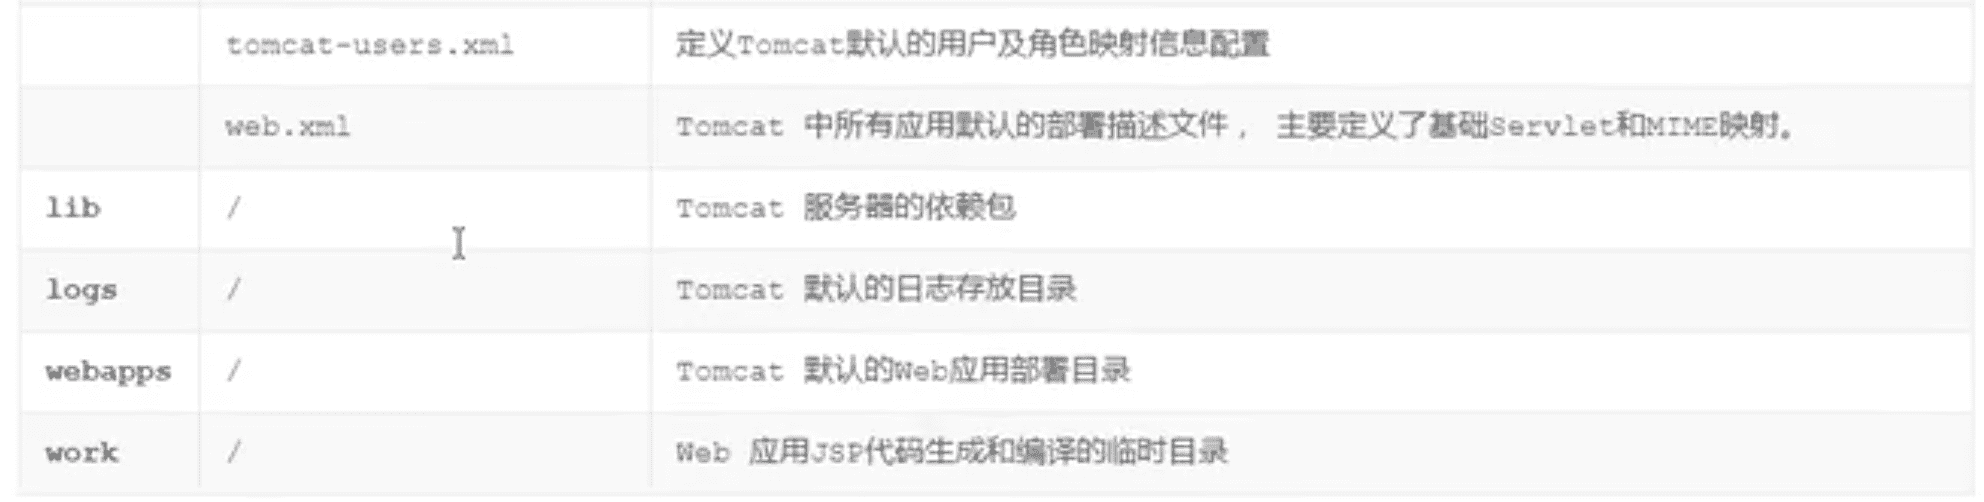 tomcat-users.xml 定义Tomcat默认的用户及角色映射信息配置
web.xml Tomcat 中所有应用默认的部署描述文件， 主要定义了基础Servlet和MIME映射。
lib / Tomcat 服务器的依赖包
logs / Tomcat 默认的日志存放目录
webapps / Tomcat 默认的Web应用部署目录
work / Web 应用JSP代码生成和编译的临时目录